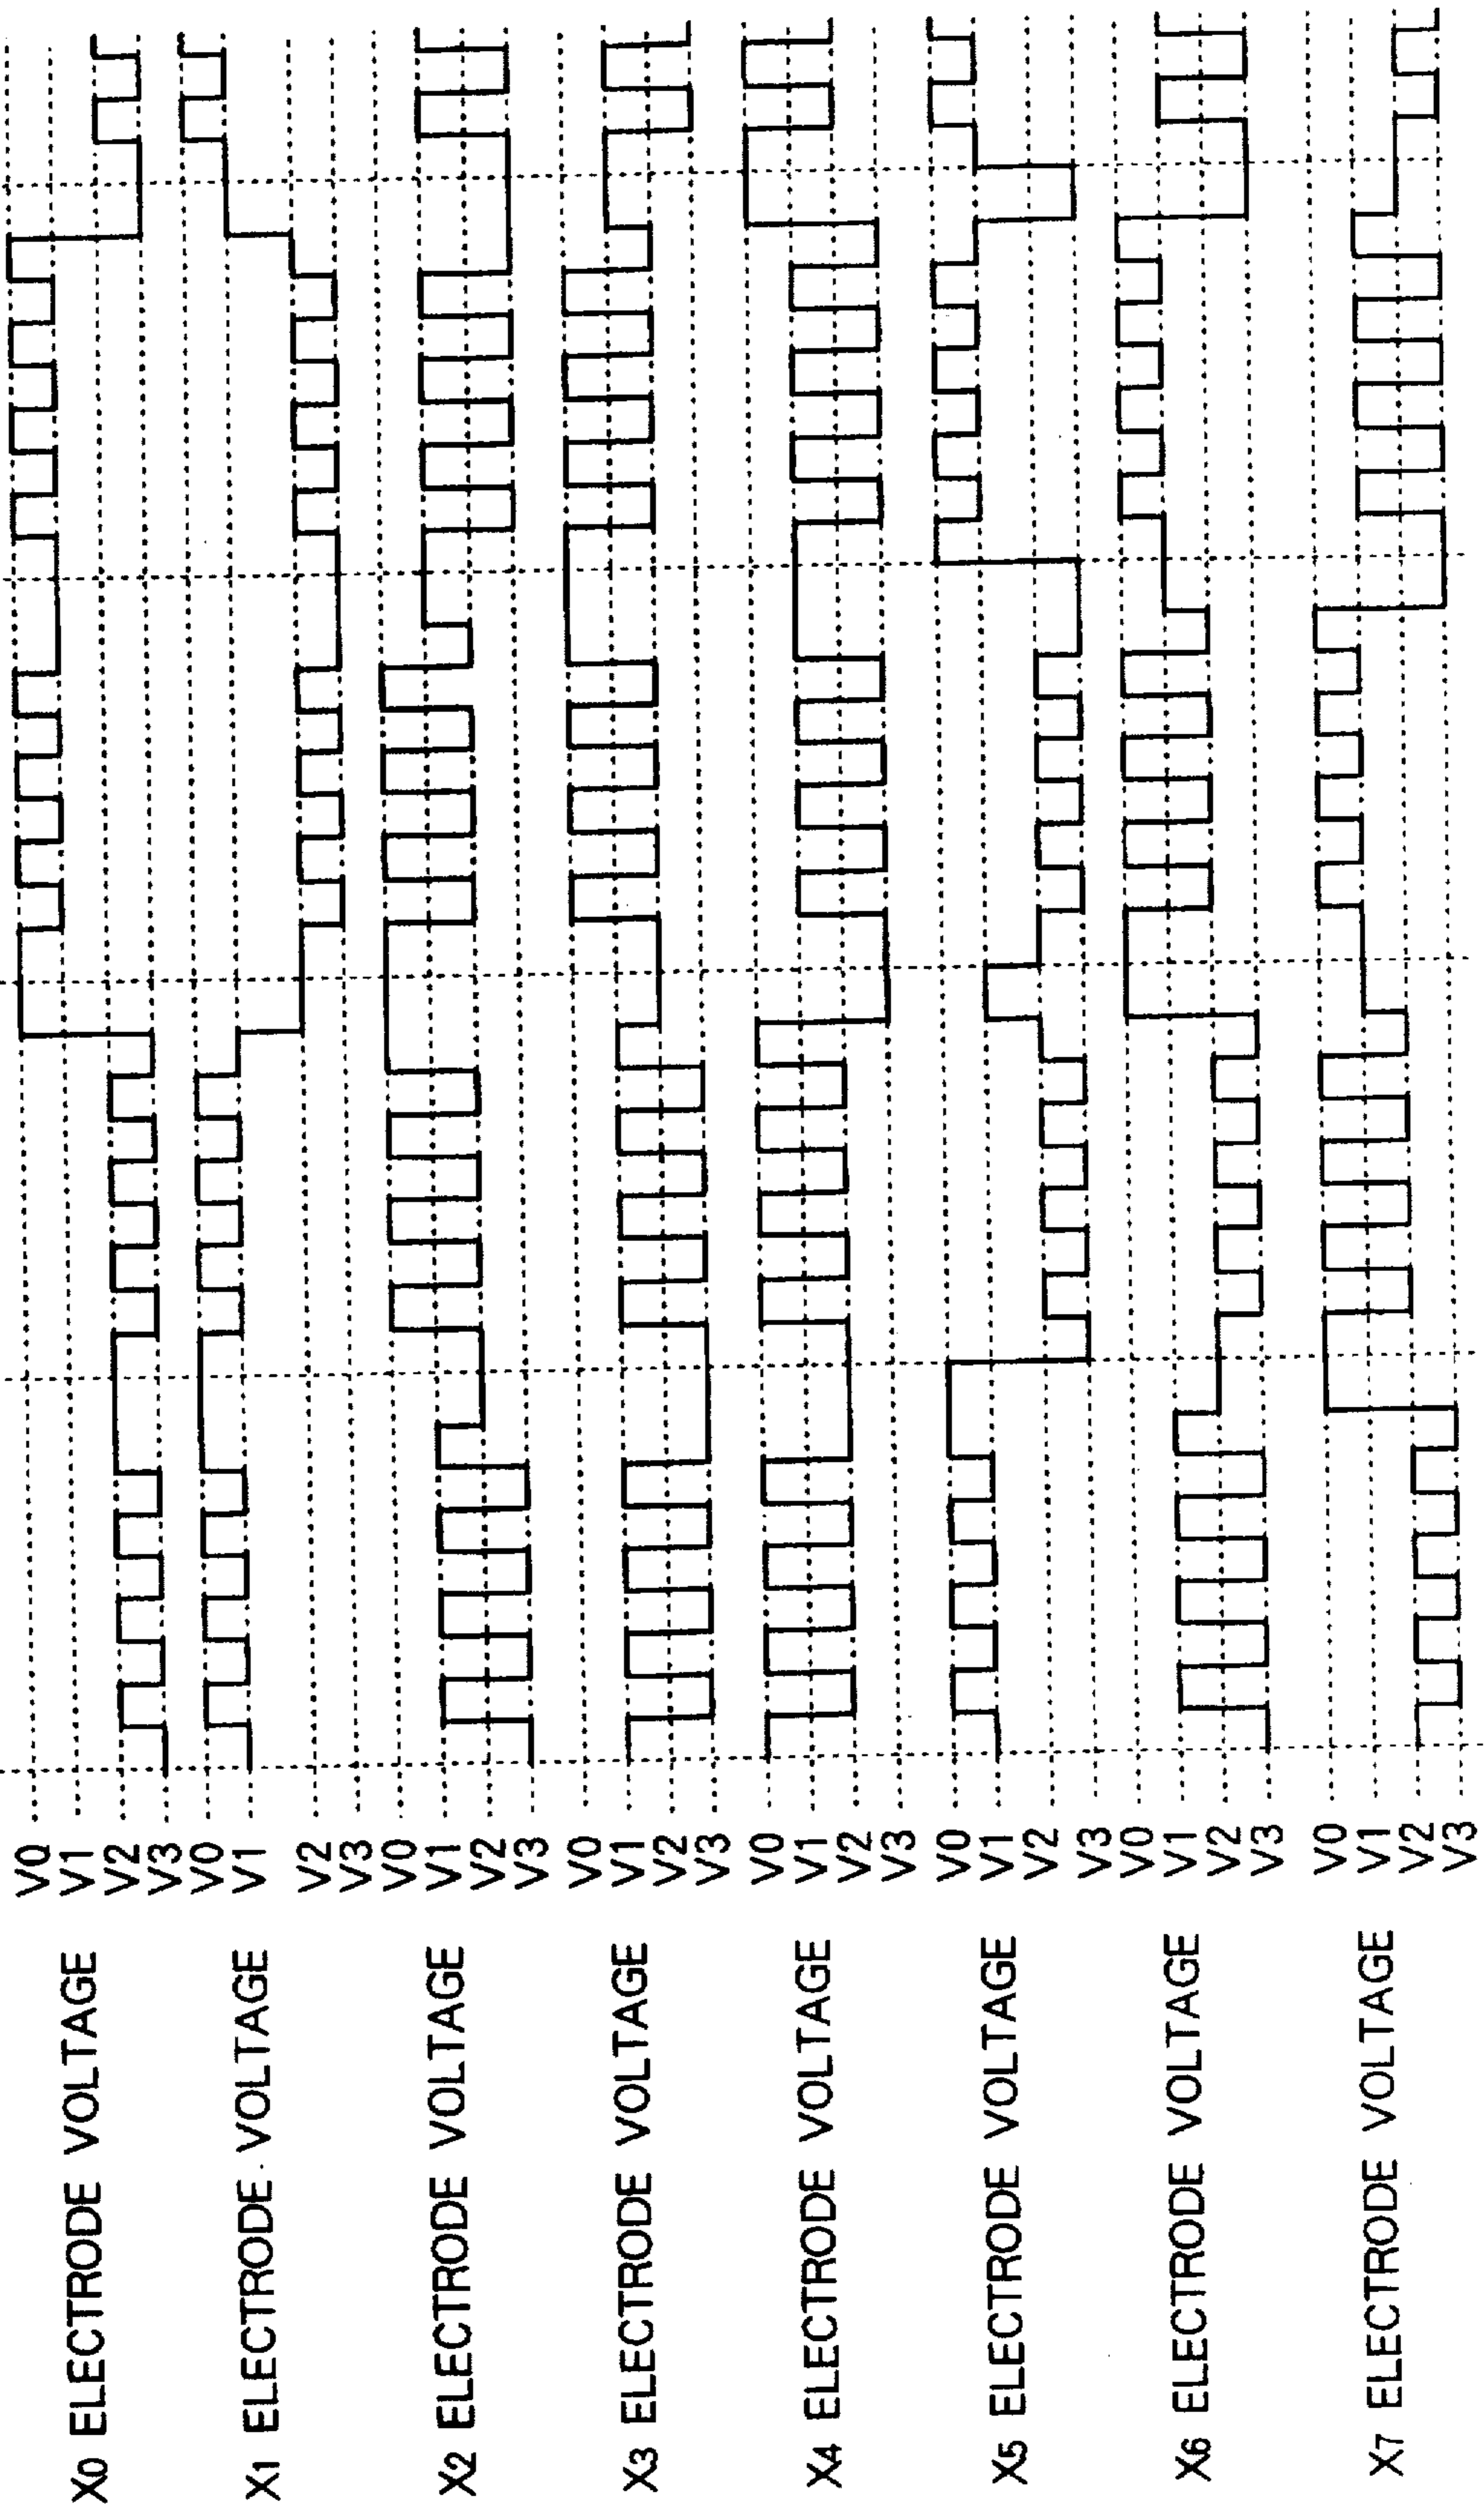 X0 ELECTRODE VOLTAGE
V0
V1
V2
V3
X1 ELECTRODE VOLTAGE
V0
V1
V2
V3
X2 ELECTRODE VOLTAGE
V0
V1
V2
V3
X3 ELECTRODE VOLTAGE
V0
V1
V2
V3
X4 ELECTRODE VOLTAGE
V0
V1
V2
V3
X5 ELECTRODE VOLTAGE
V0
V1
V2
V3
X6 ELECTRODE VOLTAGE
V0
V1
V2
V3
X7 ELECTRODE VOLTAGE
V0
V1
V2
V3